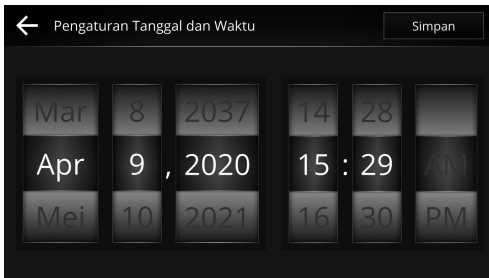 Pengaturan Tanggal dan Waktu Simpan
Mar 8 2037 14 28
Apr 9 , 2020 15 : 29 AM
Mei 10 2021 16 30 PM